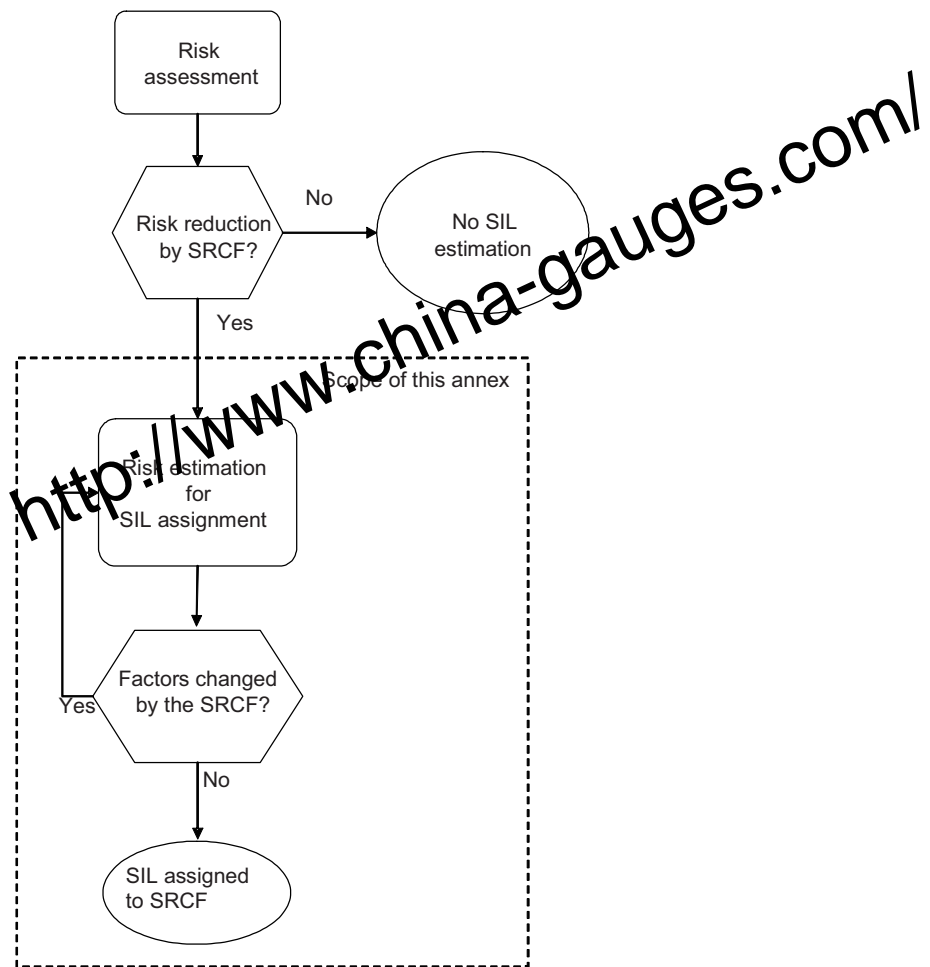 Risk
assessment
Risk reduction
by SRCF?
No
No SIL
estimation
Yes
Scope of this annex
Risk estimation
for
SIL assignment
Factors changed
by the SRCF?
Yes
No
SIL assigned
to SRCF
http://www.china-gauges.com/